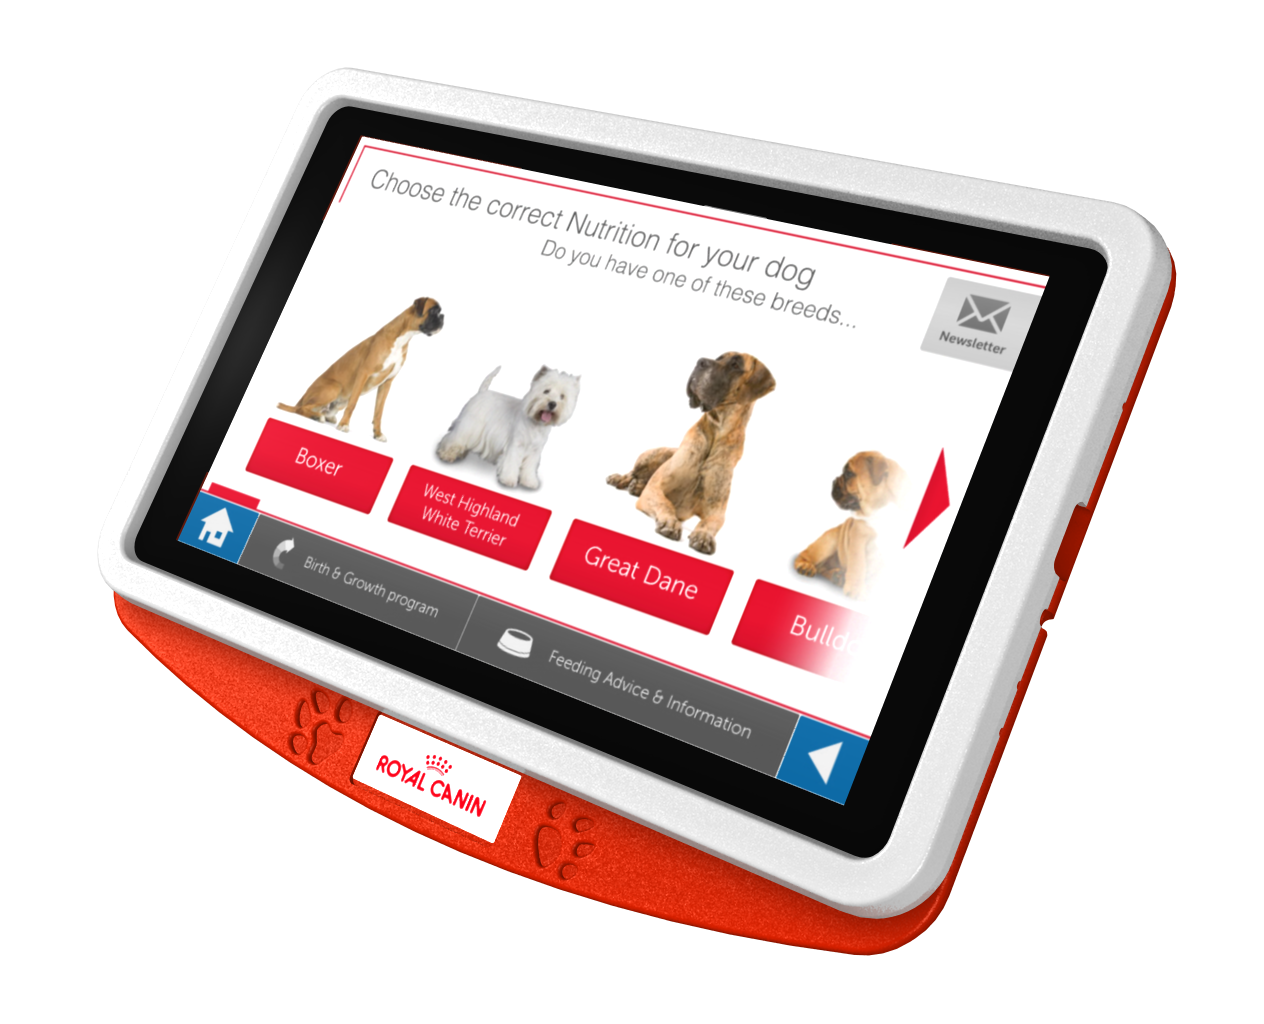 Choose the correct Nutrition for your dog
Do you have one of these breeds...
Newsletter
Boxer
West Highland
White Terrier
Great Dane
Bulldo
Birth & Growth program
Feeding Advice & Information
ROYAL CANIN